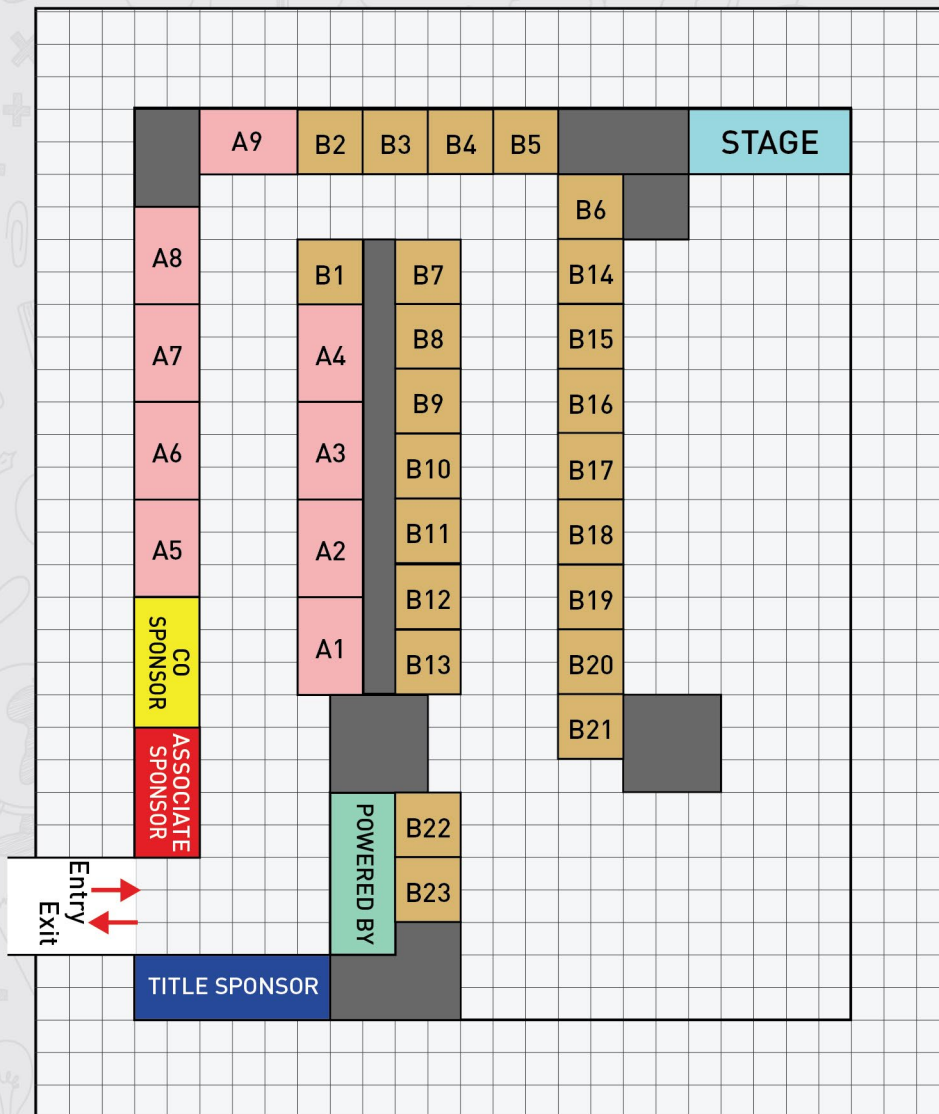 A9
B2
B3
B4
B5
STAGE
B6
A8
B1
B7
B14
A7
A4
B8
B15
B9
B16
A6
A3
B10
B17
A5
A2
B11
B18
B12
B19
CO
SPONSOR
A1
B13
B20
B21
ASSOCIATE
SPONSOR
POWERED BY
B22
B23
Entry
Exit
TITLE SPONSOR